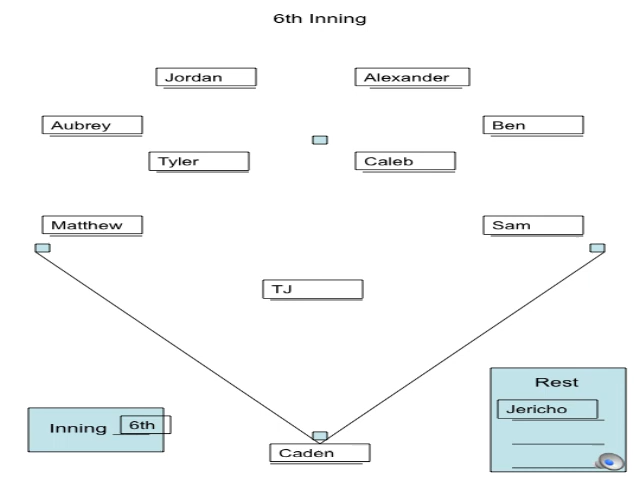 6th Inning
Jordan
Alexander
Aubrey
Ben
Tyler
Caleb
Matthew
Sam
TJ
Rest
Jericho
Inning 6th
Caden